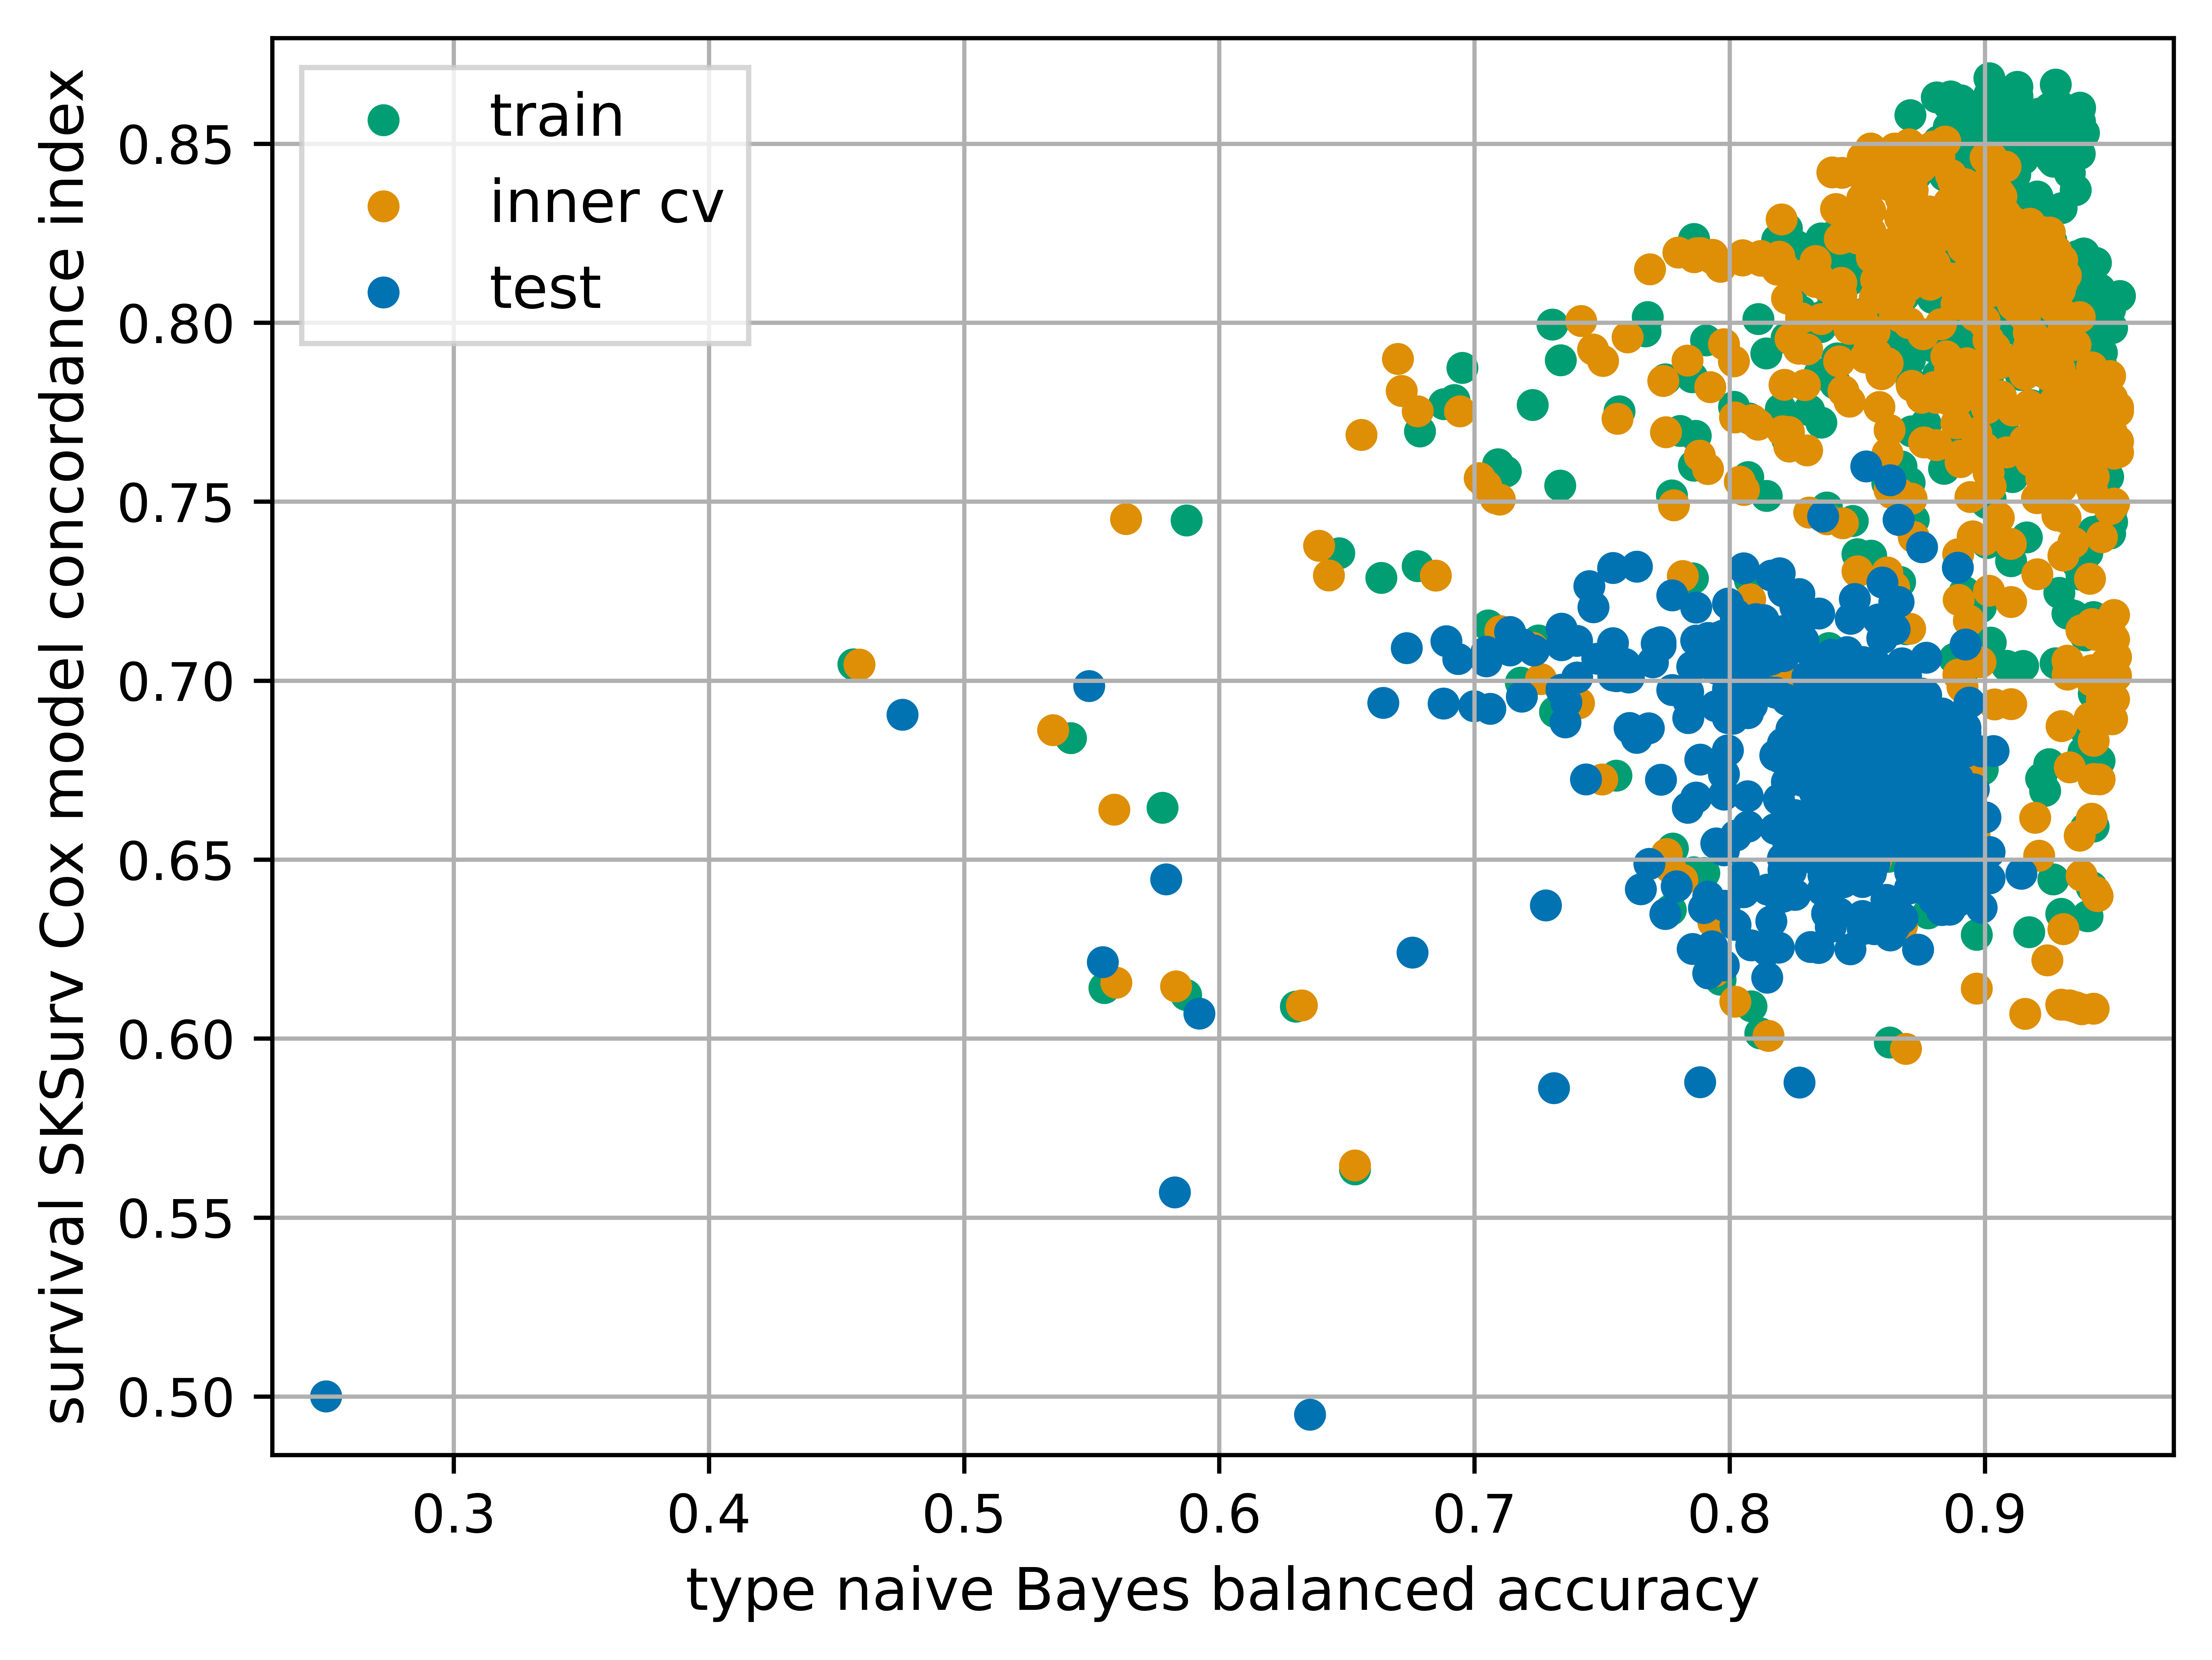 train
inner cv
test
survival SKSurv Cox model concordance index
0.85
0.80
0.75
0.70
0.65
0.60
0.55
0.50
0.3 0.4 0.5 0.6 0.7 0.8 0.9
type naive Bayes balanced accuracy